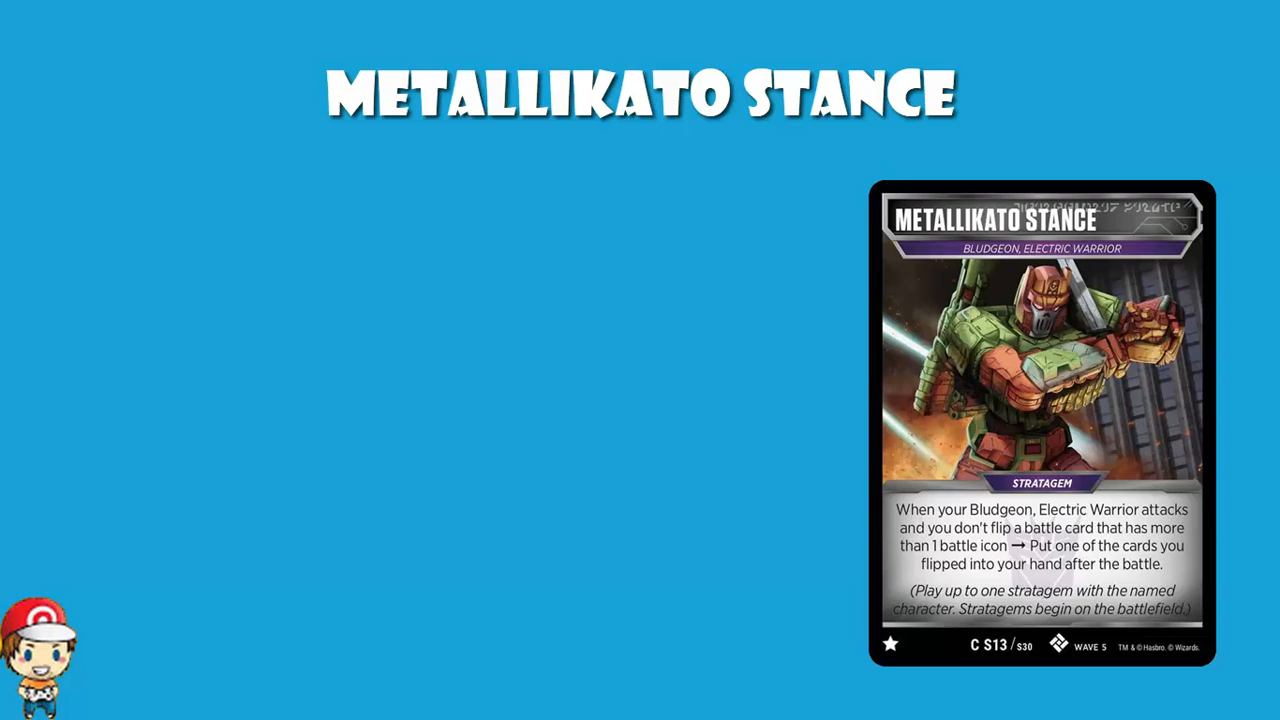 METALLIKATO STANCE
METALLIKATO STANCE
BLUDGEON, ELECTRIC WARRIOR
STRATAGEM
When your Bludgeon, Electric Warrior attacks
and you don't flip a battle card that has more
than 1 battle icon → Put one of the cards you
flipped into your hand after the battle.
(Play up to one stratagem with the named
character. Stratagems begin on the battlefield.)
C S13/S30 WAVE 5 TM & © Hasbro. © Wizards.